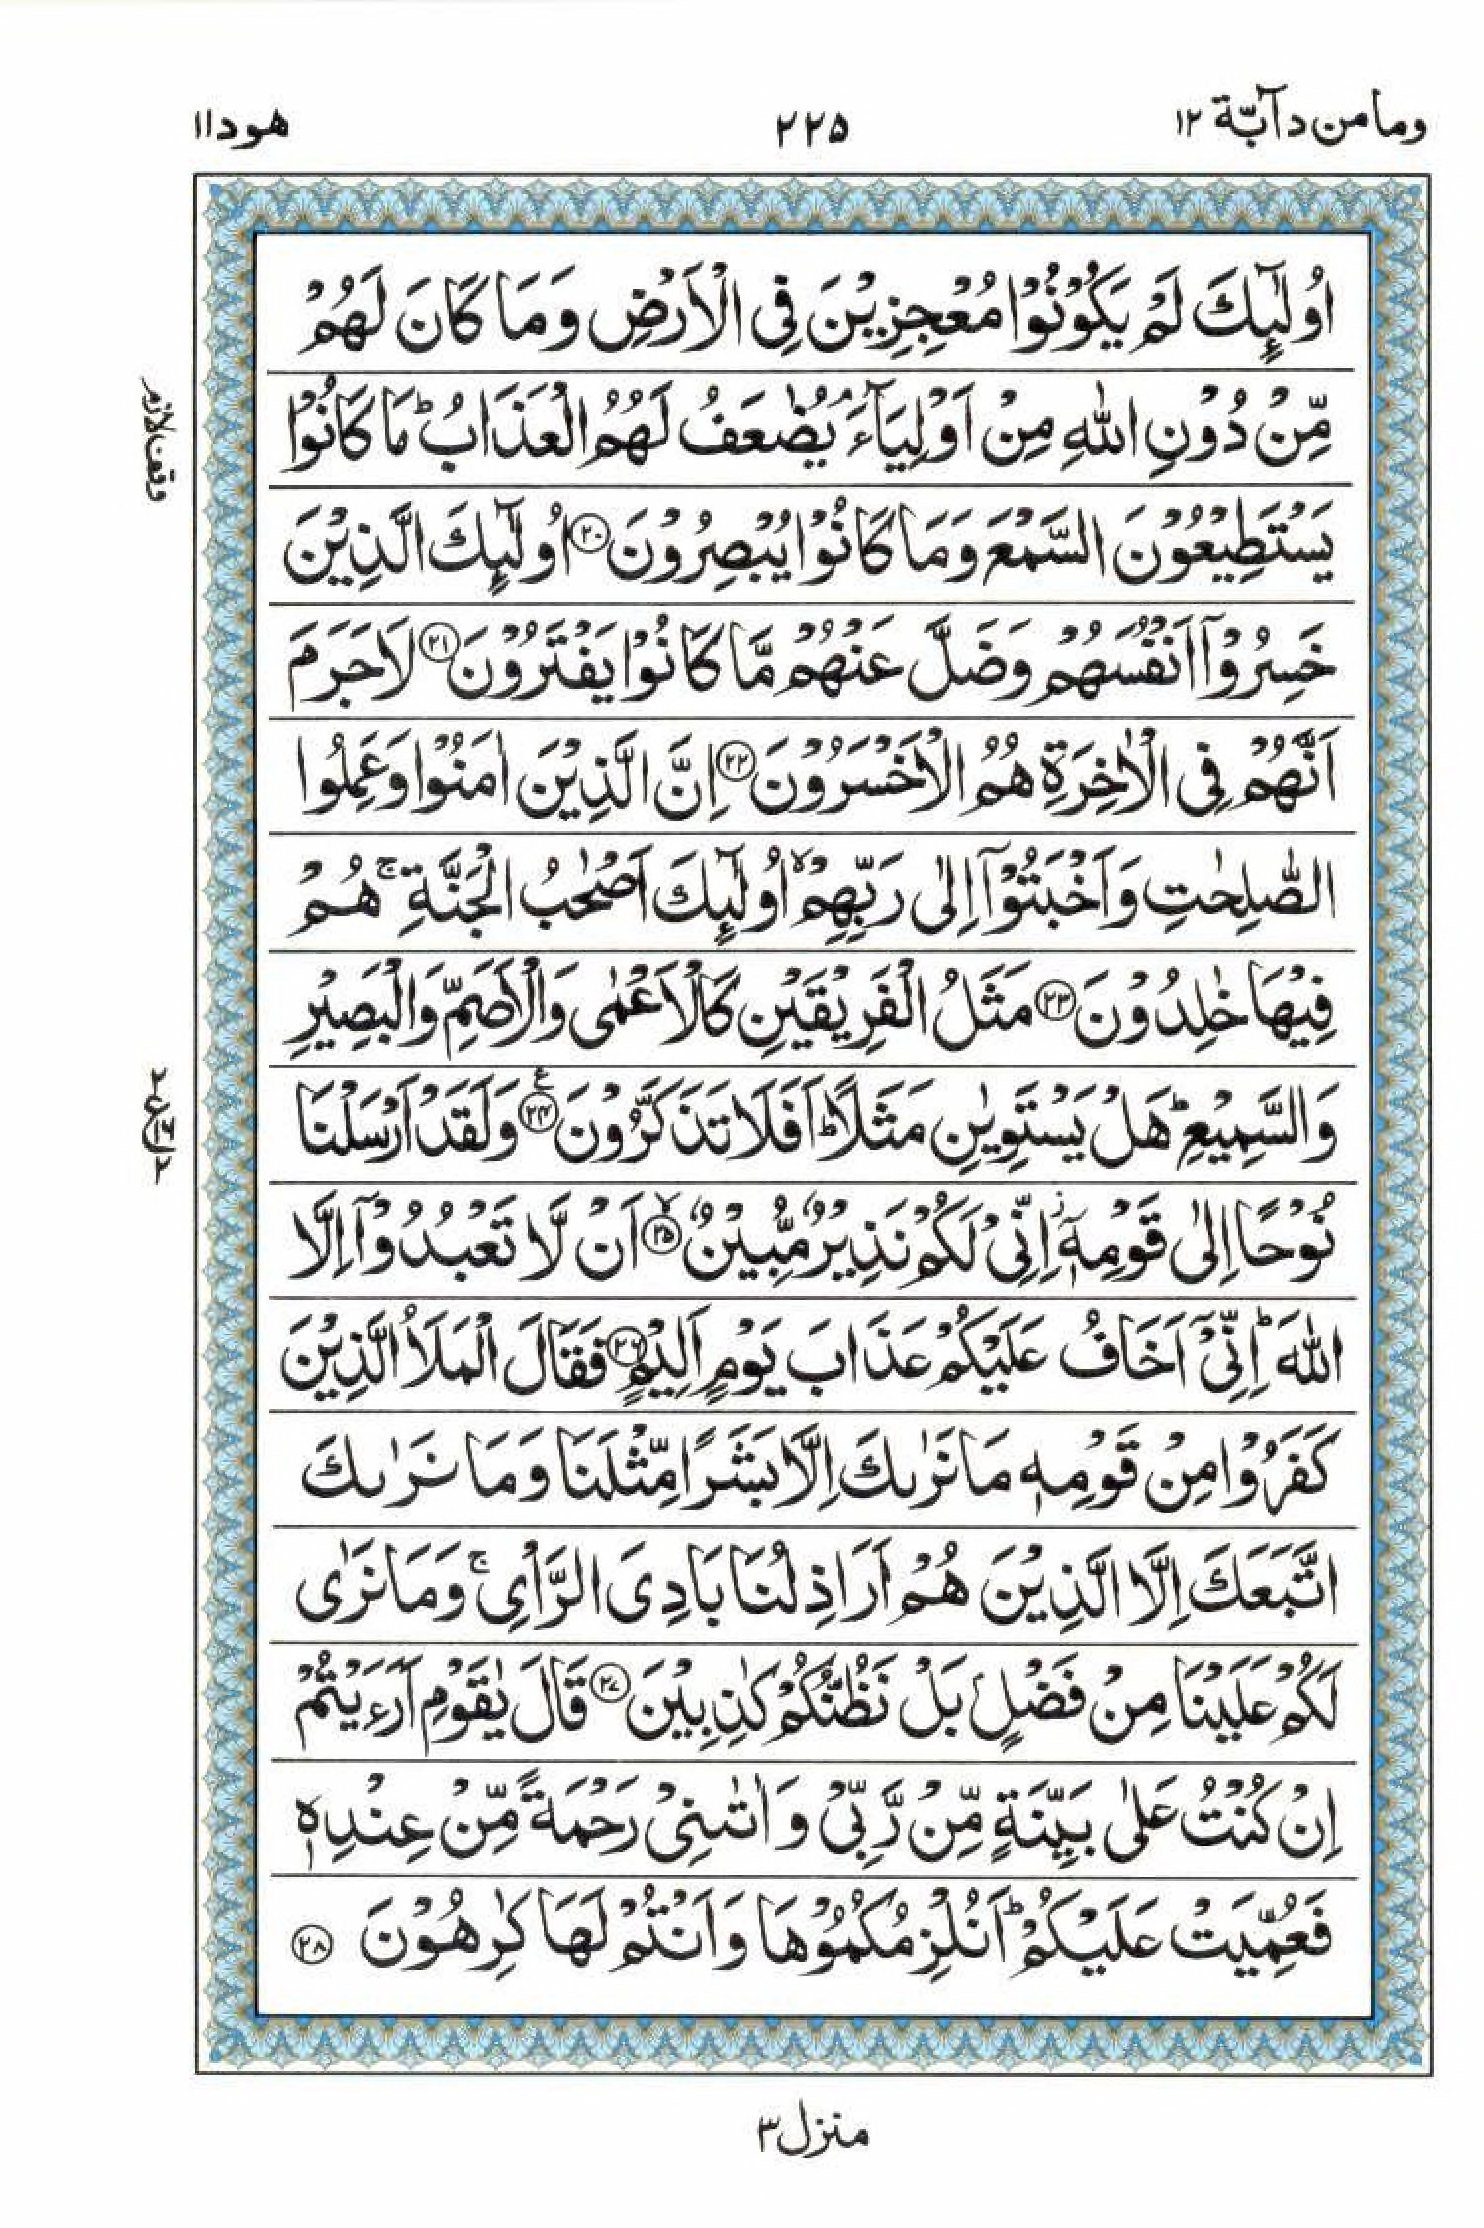 ومامن دآبّة ١٢
٢٢٥
هود ١١
اُولٰٓئِكَ لَمْ يَكُوْنُوْا مُعْجِزِيْنَ فِى الْاَرْضِ وَمَا كَانَ لَهُمْ
مِّنْ دُوْنِ اللّٰهِ مِنْ اَوْلِيَآءَ ۘ يُضٰعَفُ لَهُمُ الْعَذَابُ ؕ مَا كَانُوْا
وقف لازم
يَسْتَطِيْعُوْنَ السَّمْعَ وَمَا كَانُوْا يُبْصِرُوْنَ ﴿٢٠﴾ اُولٰٓئِكَ الَّذِيْنَ
خَسِرُوْۤا اَنْفُسَهُمْ وَضَلَّ عَنْهُمْ مَّا كَانُوْا يَفْتَرُوْنَ ﴿٢١﴾ لَا جَرَمَ
اَنَّهُمْ فِى الْاٰخِرَةِ هُمُ الْاَخْسَرُوْنَ ﴿٢٢﴾ اِنَّ الَّذِيْنَ اٰمَنُوْا وَعَمِلُوا
الصّٰلِحٰتِ وَاَخْبَتُوْۤا اِلٰى رَبِّهِمْ ۙ اُولٰٓئِكَ اَصْحٰبُ الْجَنَّةِ ۚ هُمْ
فِيْهَا خٰلِدُوْنَ ﴿٢٣﴾ مَثَلُ الْفَرِيْقَيْنِ كَالْاَعْمٰى وَالْاَصَمِّ وَالْبَصِيْرِ
وَالسَّمِيْعِ ؕ هَلْ يَسْتَوِيٰنِ مَثَلًا ؕ اَفَلَا تَذَكَّرُوْنَ ﴿٢٤﴾ ع وَلَقَدْ اَرْسَلْنَا
٢ ع ٢
نُوْحًا اِلٰى قَوْمِهٖۤ ز اِنِّىْ لَكُمْ نَذِيْرٌ مُّبِيْنٌ ۙ ﴿٢٥﴾ اَنْ لَّا تَعْبُدُوْۤا اِلَّا
اللّٰهَ ؕ اِنِّىْۤ اَخَافُ عَلَيْكُمْ عَذَابَ يَوْمٍ اَلِيْمٍ ﴿٢٦﴾ فَقَالَ الْمَلَاُ الَّذِيْنَ
كَفَرُوْا مِنْ قَوْمِهٖ مَا نَرٰىكَ اِلَّا بَشَرًا مِّثْلَنَا وَمَا نَرٰىكَ
اتَّبَعَكَ اِلَّا الَّذِيْنَ هُمْ اَرَاذِلُنَا بَادِىَ الرَّاْىِ ۚ وَمَا نَرٰى
لَكُمْ عَلَيْنَا مِنْ فَضْلٍ بَلْ نَظُنُّكُمْ كٰذِبِيْنَ ﴿٢٧﴾ قَالَ يٰقَوْمِ اَرَءَيْتُمْ
اِنْ كُنْتُ عَلٰى بَيِّنَةٍ مِّنْ رَّبِّىْ وَاٰتٰىنِىْ رَحْمَةً مِّنْ عِنْدِهٖ
فَعُمِّيَتْ عَلَيْكُمْ ؕ اَنُلْزِمُكُمُوْهَا وَاَنْتُمْ لَهَا كٰرِهُوْنَ ﴿٢٨﴾
منزل ٣